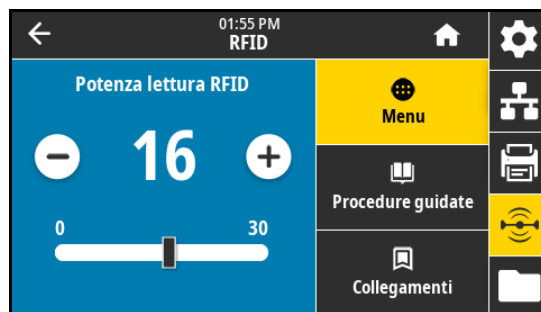 01:55 PM
RFID
Potenza lettura RFID
16
0 30
Menu
Procedure guidate
Collegamenti